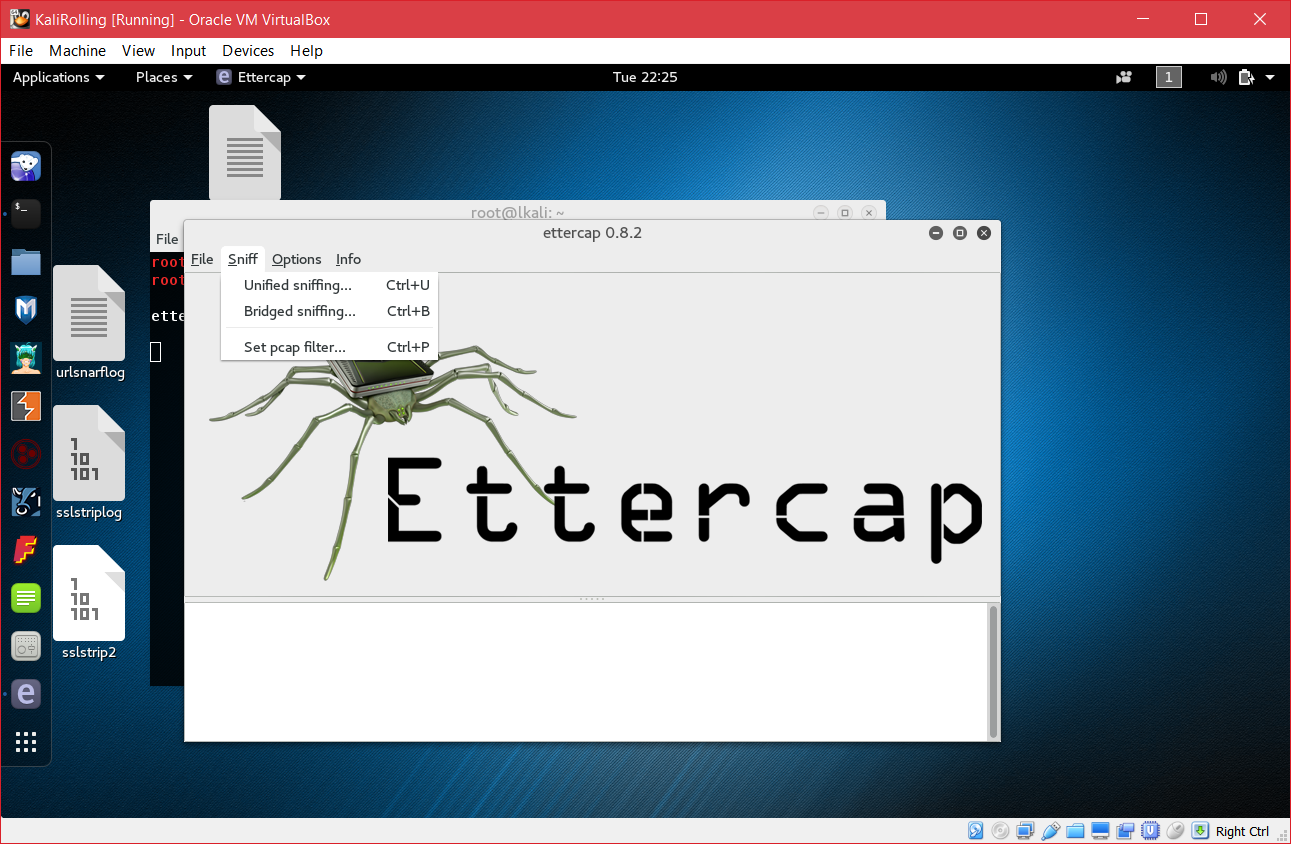 KaliRolling [Running] - Oracle VM VirtualBox
File Machine View Input Devices Help
Applications Places e Ettercap Tue 22:25 1
root@lkali: ~
File
ettercap 0.8.2
File Sniff Options Info
root
root
Unified sniffing... Ctrl+U
Bridged sniffing... Ctrl+B
Set pcap filter... Ctrl+P
ette
urlsnarflog
1
10
101
sslstriplog
1
10
101
sslstrip2
Ettercap
e
Right Ctrl